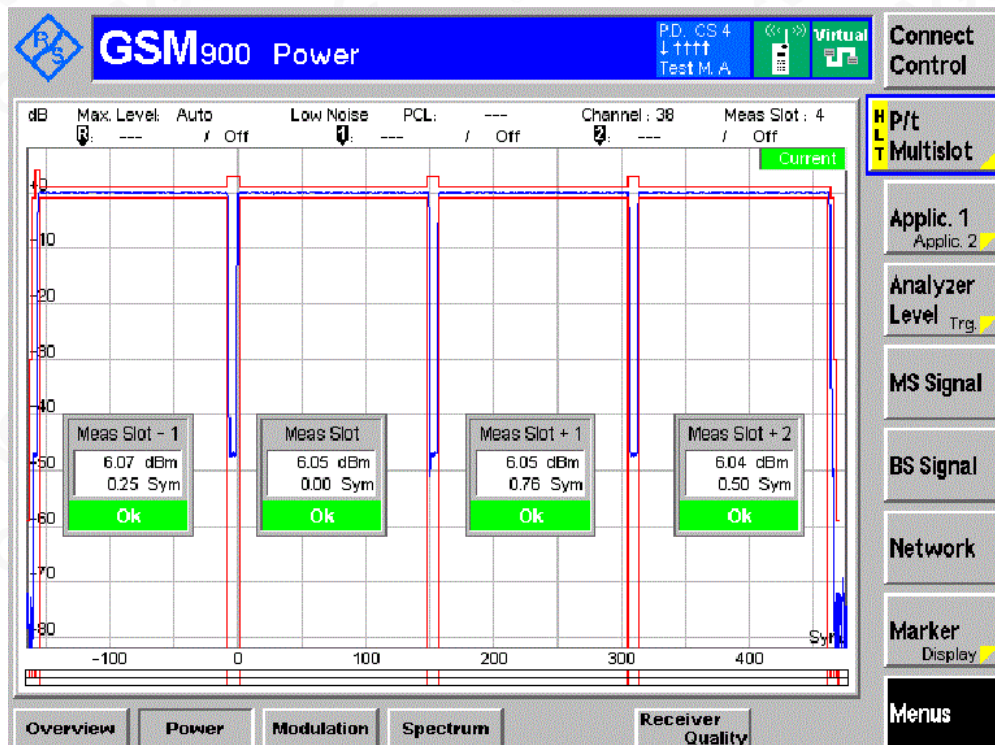 R/S
GSM900 Power
P.D. CS 4
↓ ↑↑↑↑
Test M. A.
Virtual
Connect Control
dB Max. Level: Auto Low Noise PCL: --- Channel : 38 Meas Slot : 4
R: --- / Off 1: --- / Off 2: --- / Off
Current
HLT
P/t Multislot
Applic. 1
Applic. 2
Analyzer Level Trg.
MS Signal
BS Signal
Network
Marker
Display
Menus
+0
-10
-20
-30
-40
-50
-60
-70
-80
Meas Slot - 1
6.07 dBm
0.25 Sym
Ok
Meas Slot
6.05 dBm
0.00 Sym
Ok
Meas Slot + 1
6.05 dBm
0.76 Sym
Ok
Meas Slot + 2
6.04 dBm
0.50 Sym
Ok
Sym
-100 0 100 200 300 400
Overview Power Modulation Spectrum Receiver Quality